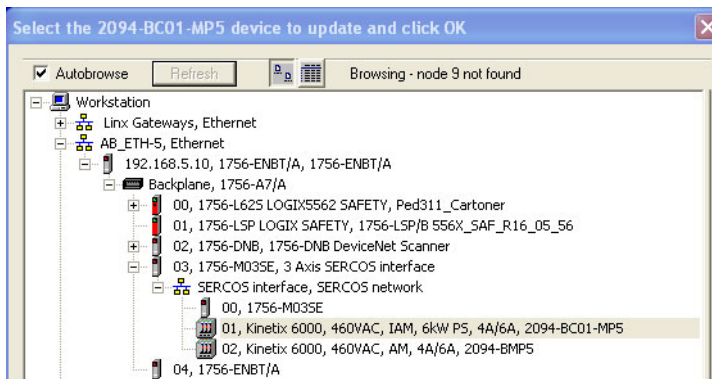 Select the 2094-BC01-MP5 device to update and click OK
Autobrowse Refresh Browsing - node 9 not found
Workstation
Linx Gateways, Ethernet
AB_ETH-5, Ethernet
192.168.5.10, 1756-ENBT/A, 1756-ENBT/A
Backplane, 1756-A7/A
00, 1756-L62S LOGIX5562 SAFETY, Ped311_Cartoner
01, 1756-LSP LOGIX SAFETY, 1756-LSP/B 556X_SAF_R16_05_56
02, 1756-DNB, 1756-DNB DeviceNet Scanner
03, 1756-M03SE, 3 Axis SERCOS interface
SERCOS interface, SERCOS network
00, 1756-M03SE
01, Kinetix 6000, 460VAC, IAM, 6kW PS, 4A/6A, 2094-BC01-MP5
02, Kinetix 6000, 460VAC, AM, 4A/6A, 2094-BMP5
04, 1756-ENBT/A